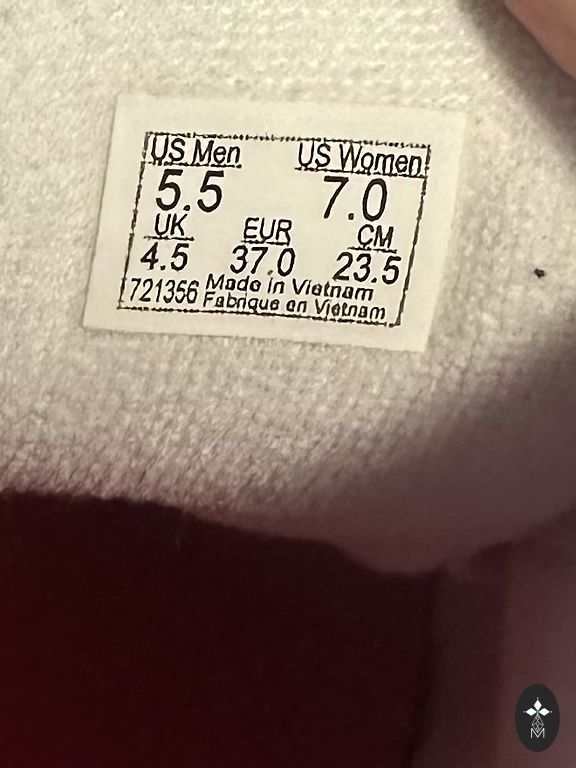 US Men US Women
5.5 7.0
UK EUR CM
4.5 37.0 23.5
721356 Made in Vietnam
Fabrique en Vietnam
M